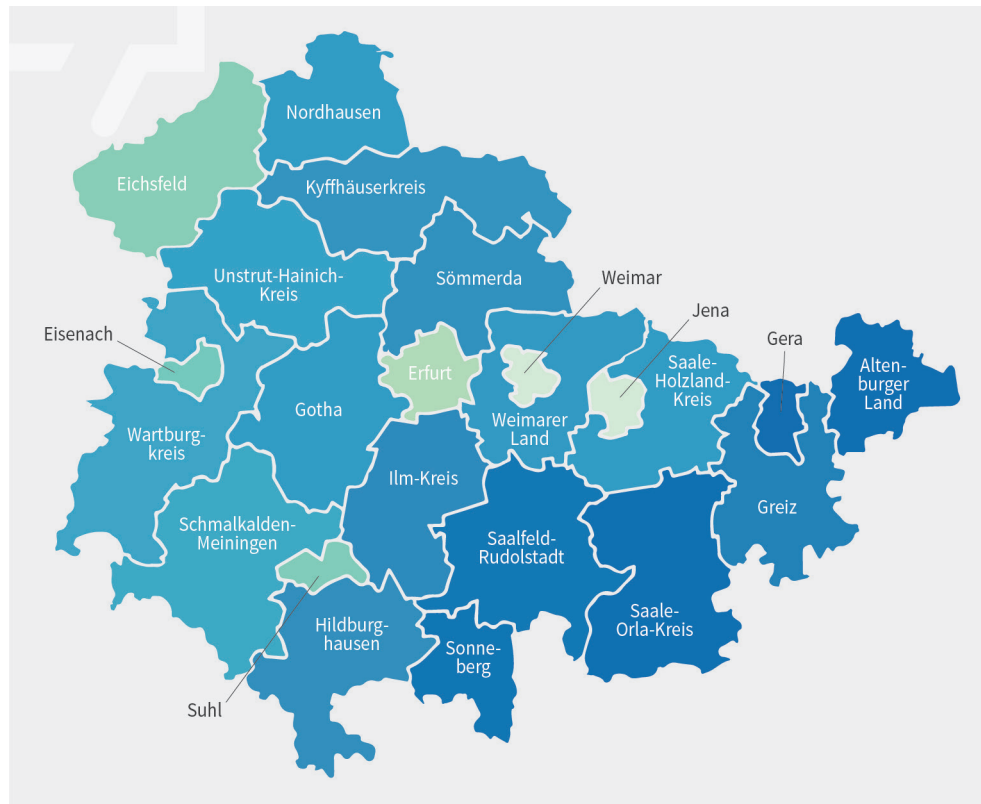 Nordhausen
Eichsfeld
Kyffhäuserkreis
Unstrut-Hainich-
Kreis
Sömmerda
Weimar
Jena
Eisenach
Gera
Erfurt
Saale-
Holzland-
Kreis
Alten-
burger
Land
Gotha
Weimarer
Land
Wartburg-
kreis
Ilm-Kreis
Greiz
Schmalkalden-
Meiningen
Saalfeld-
Rudolstadt
Saale-
Orla-Kreis
Hildburg-
hausen
Sonne-
berg
Suhl